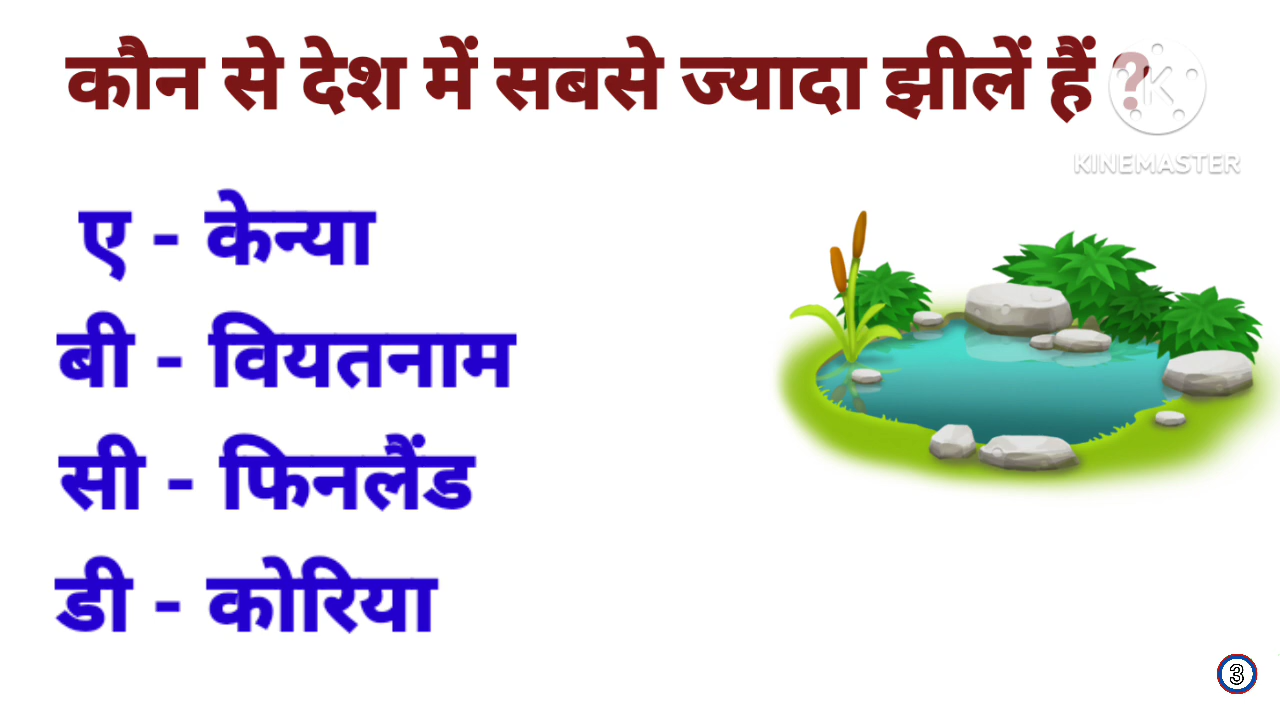 कौन से देश में सबसे ज्यादा झीलें हैं ?
KINEMASTER
ए - केन्या
बी - वियतनाम
सी - फिनलैंड
डी - कोरिया
3